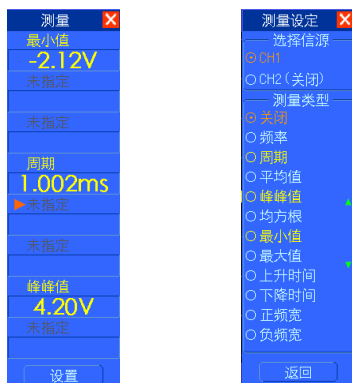 测量
最小值
-2.12V
未指定
未指定
周期
1.002ms
未指定
未指定
峰峰值
4.20V
未指定
设置
测量设定
选择信源
CH1
CH2(关闭)
测量类型
关闭
频率
周期
平均值
峰峰值
均方根
最小值
最大值
上升时间
下降时间
正频宽
负频宽
返回